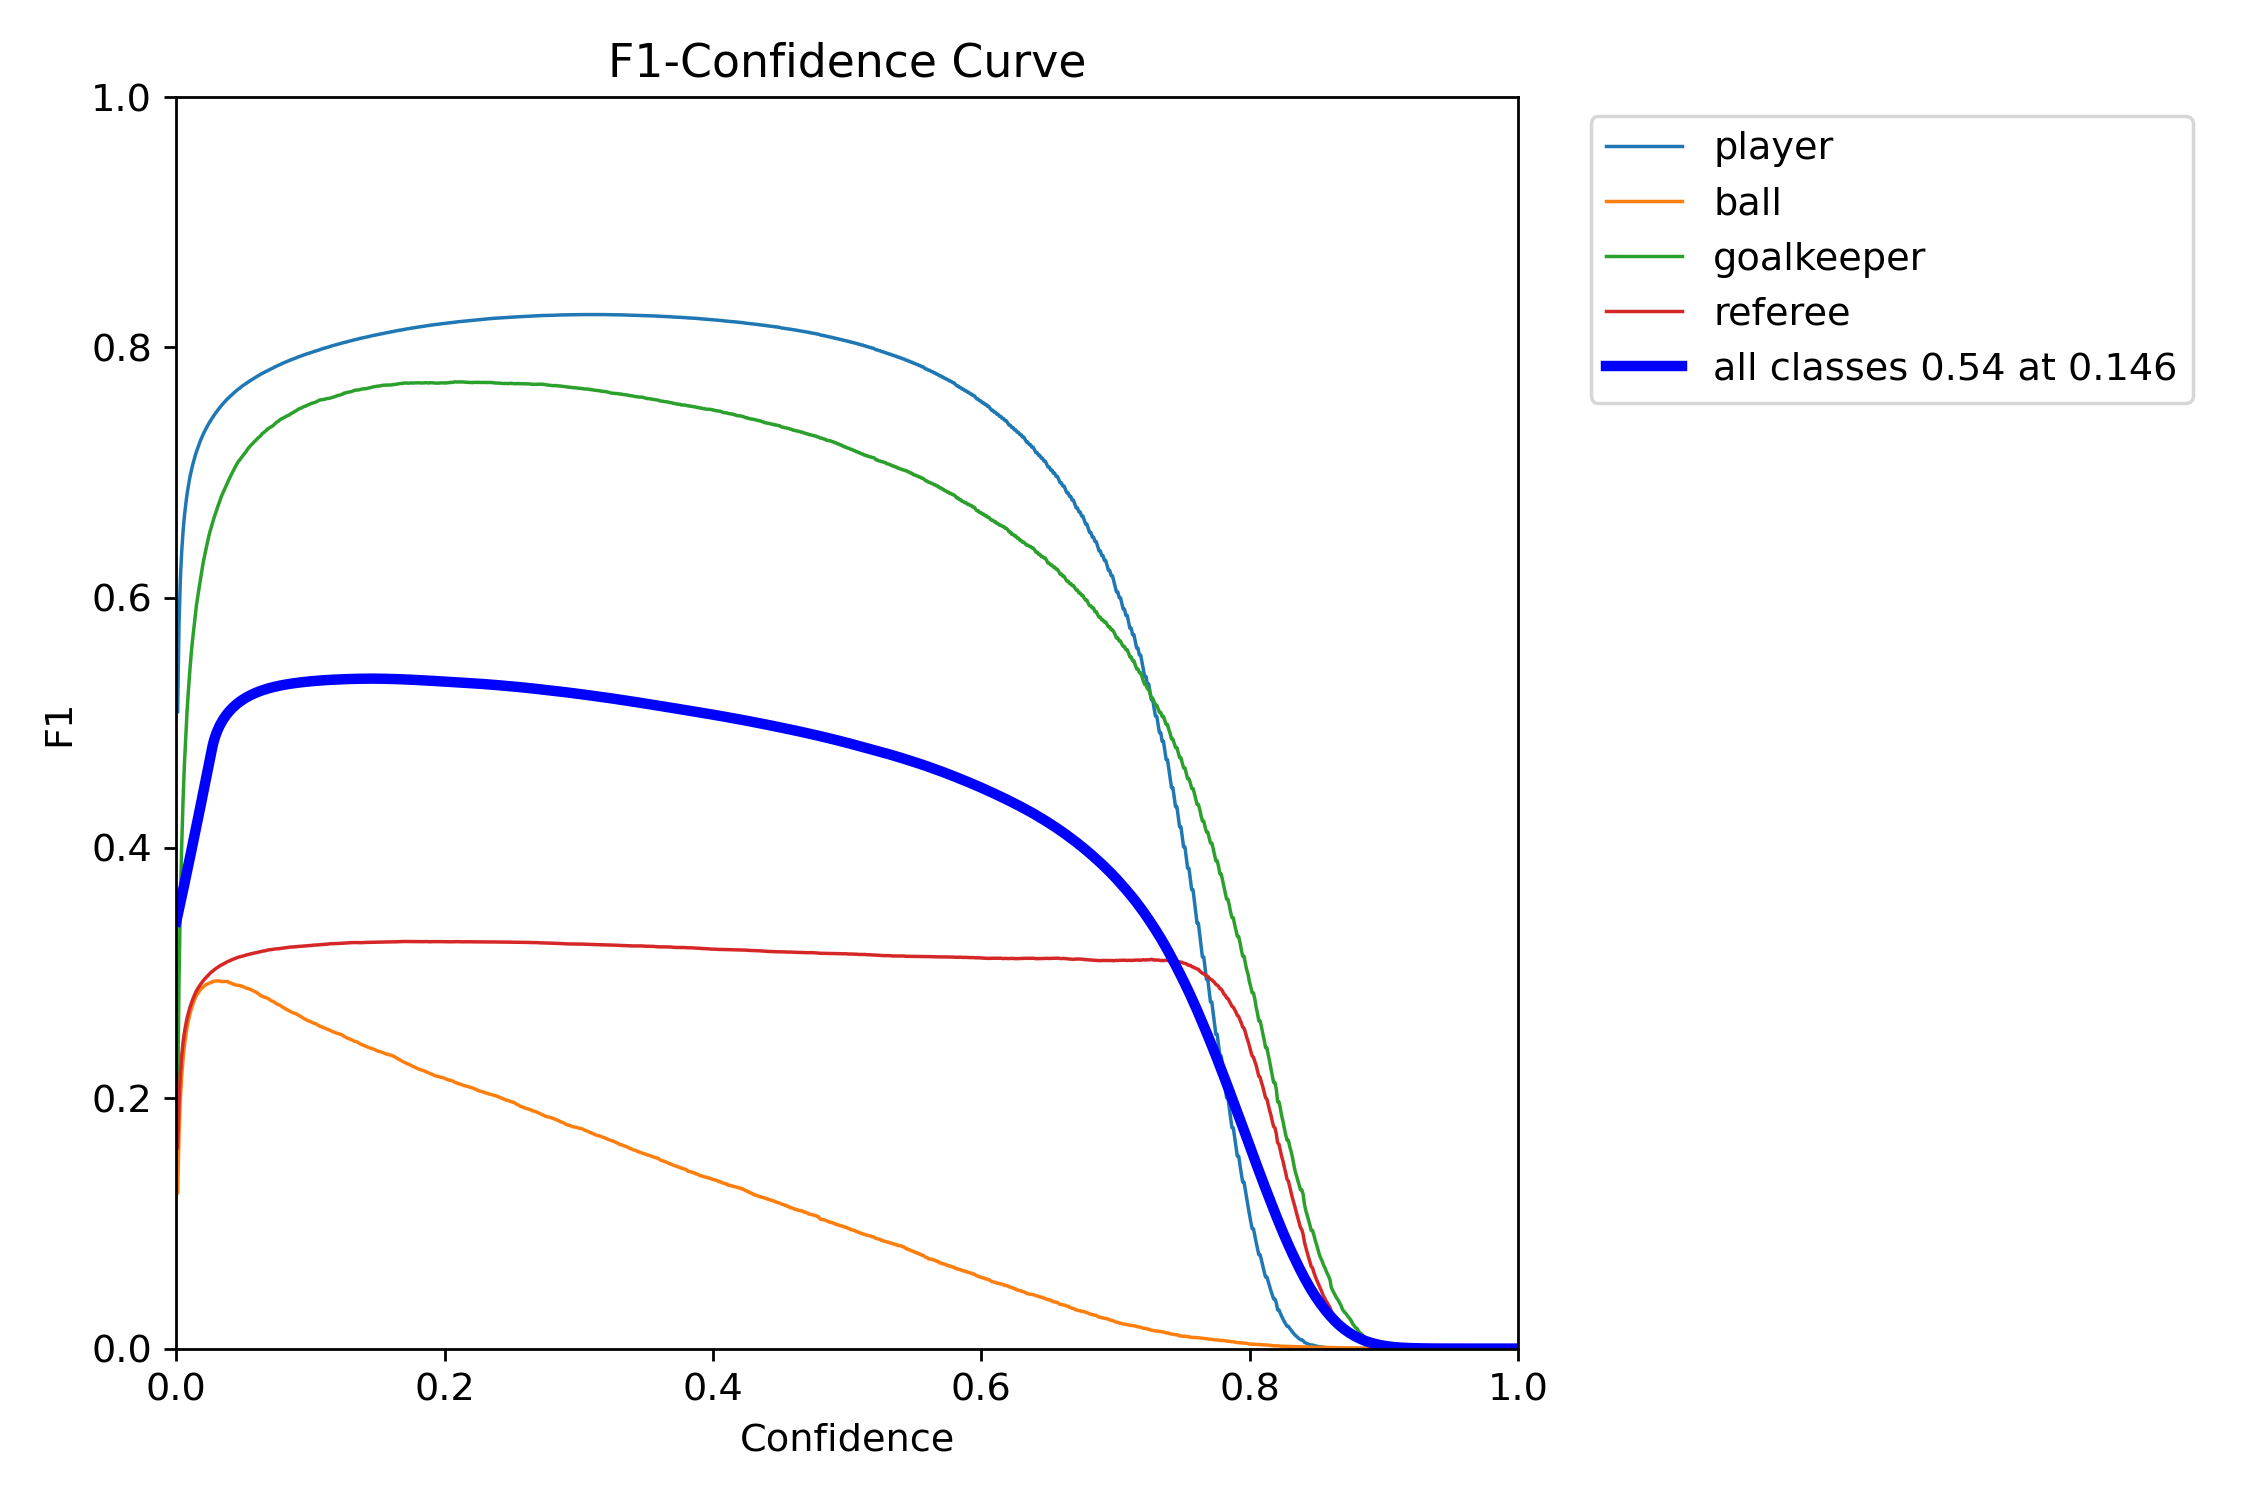 F1-Confidence Curve
1.0
0.8
0.6
0.4
0.2
0.0
F1
0.0 0.2 0.4 0.6 0.8 1.0
Confidence
player
ball
goalkeeper
referee
all classes 0.54 at 0.146